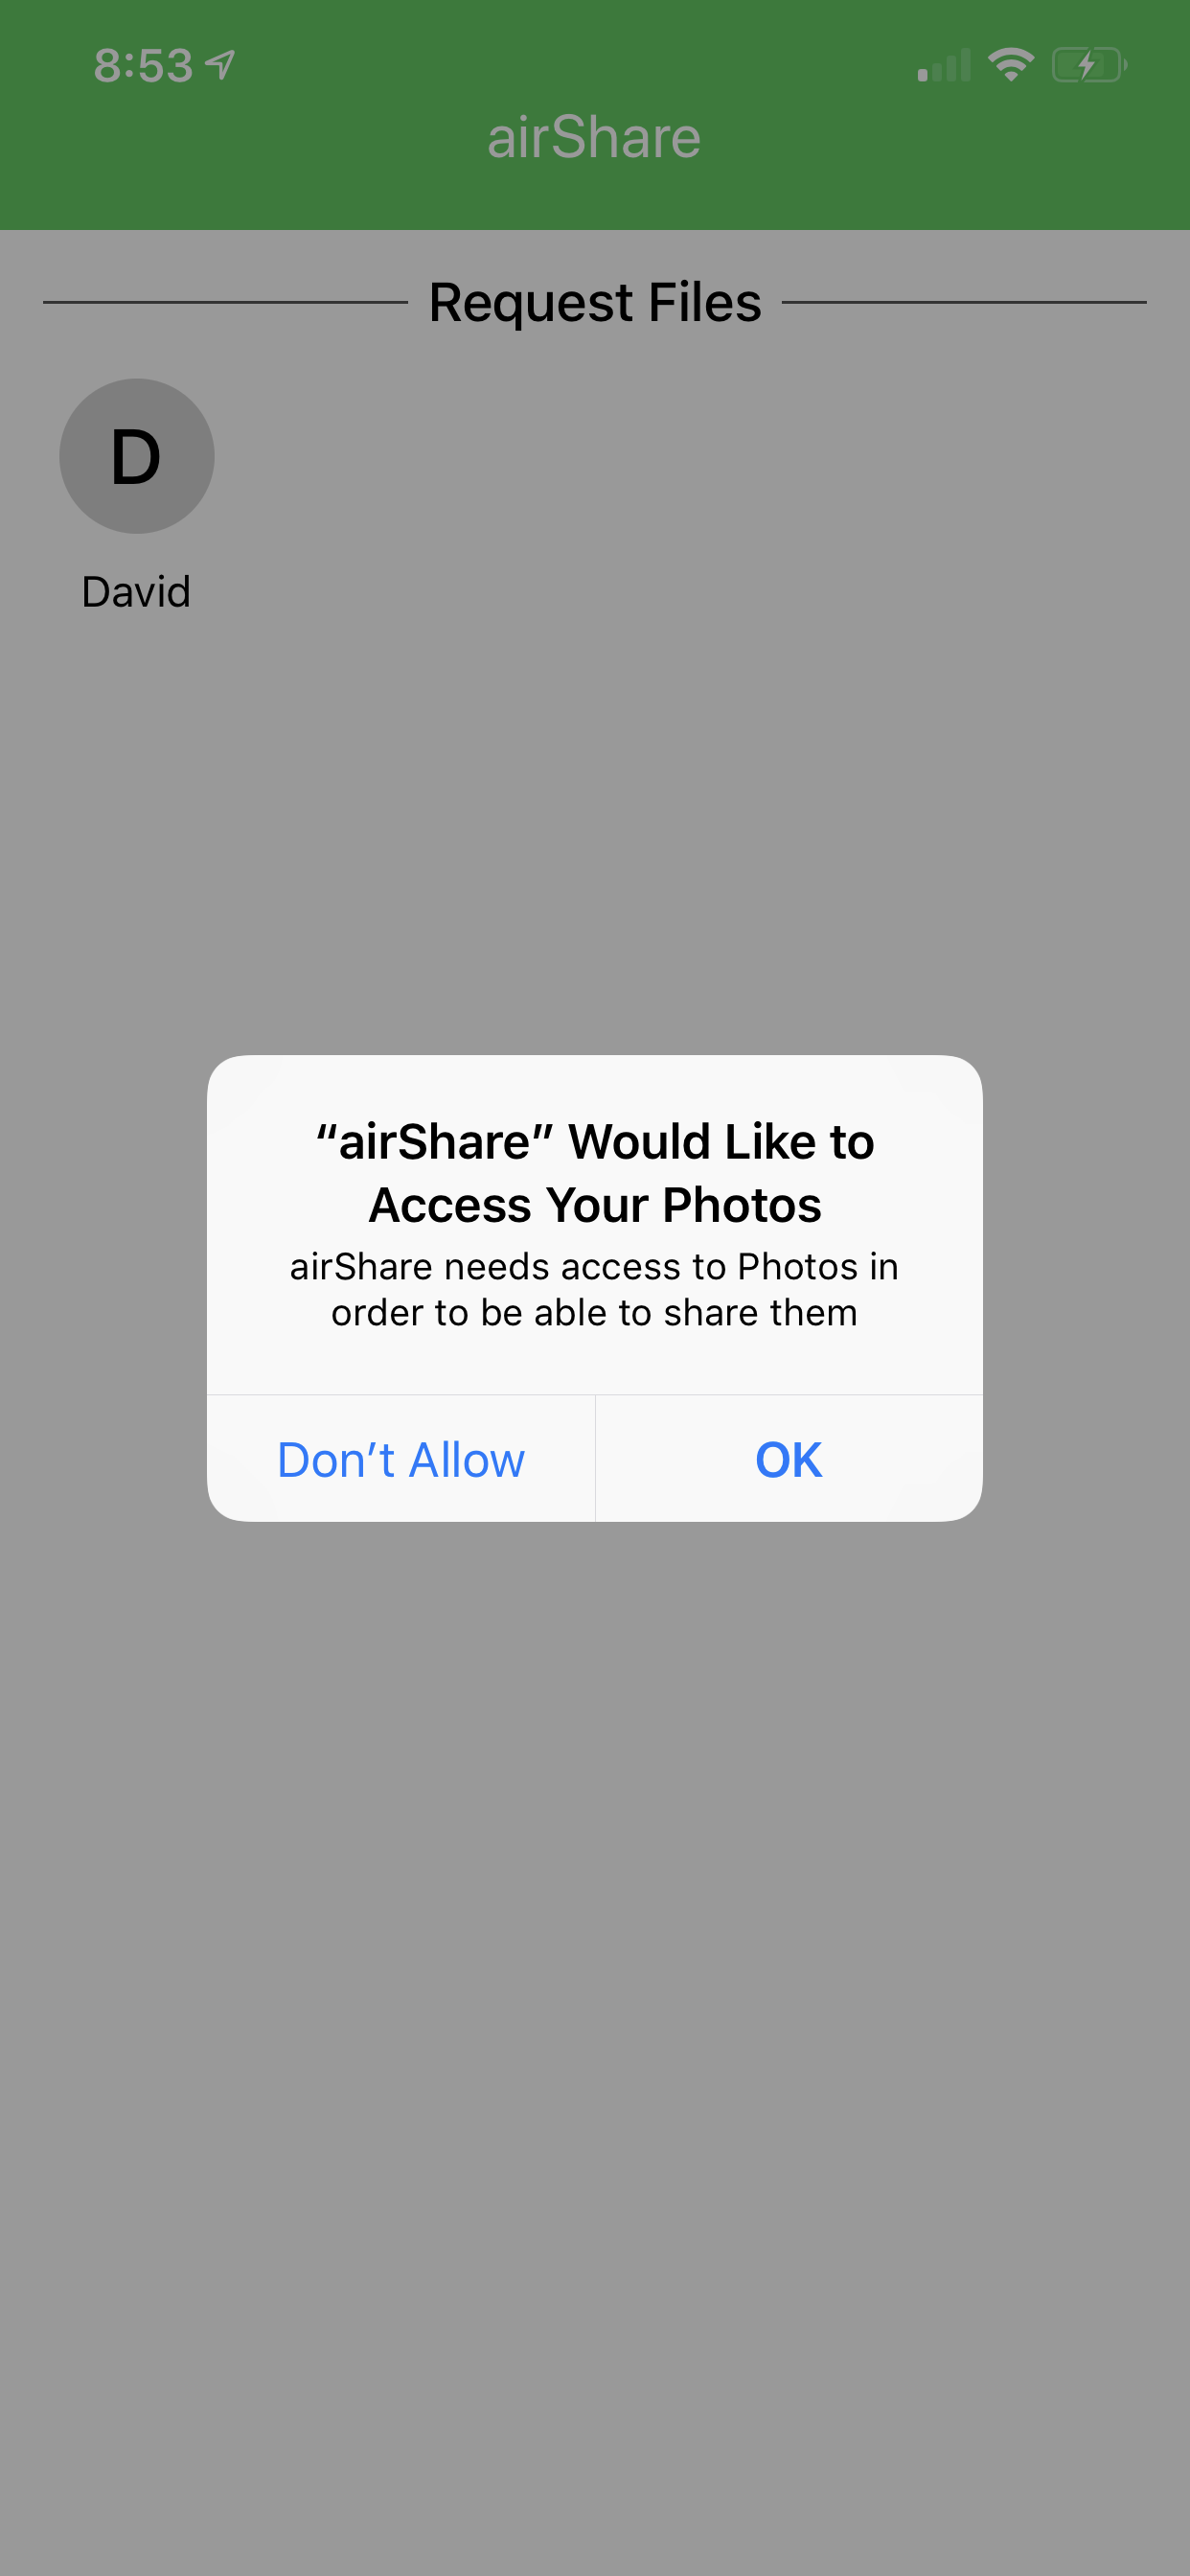 8:53
airShare
Request Files
D
David
“airShare” Would Like to
Access Your Photos
airShare needs access to Photos in
order to be able to share them
Don’t Allow
OK